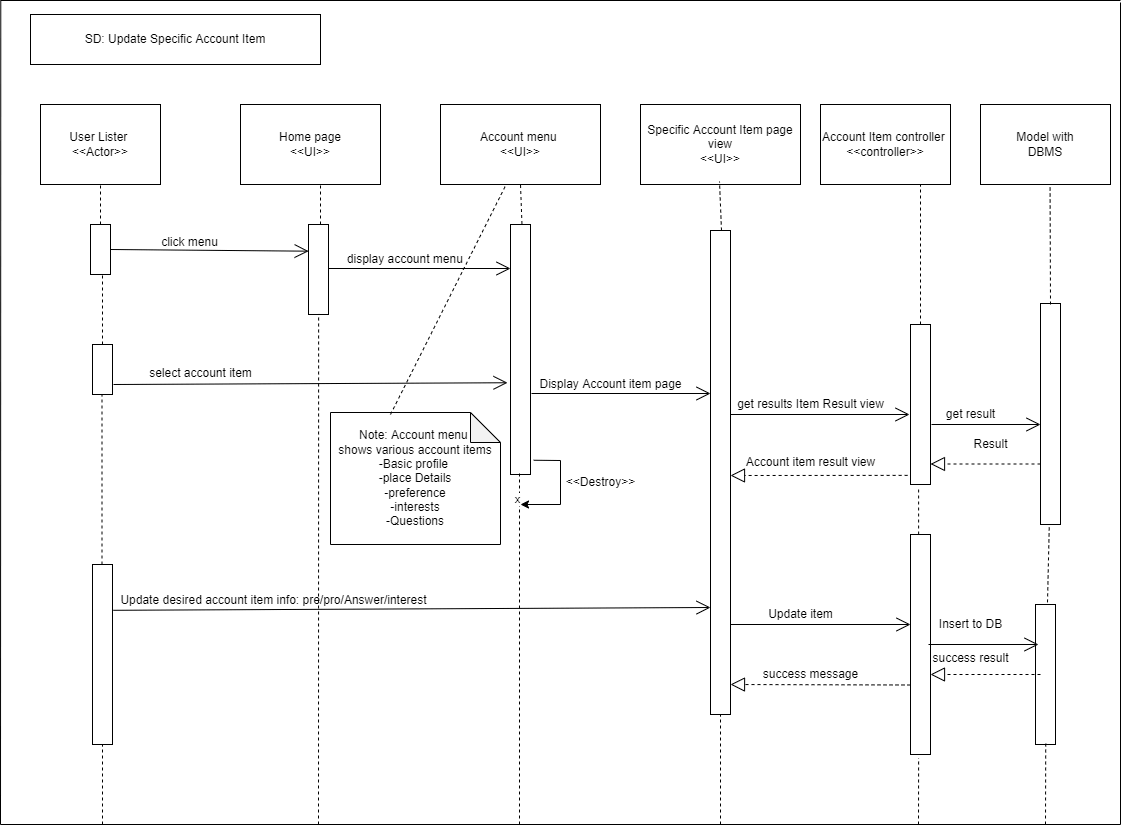 SD: Update Specific Account Item
User Lister
<<Actor>>
Home page
<<UI>>
Account menu
<<UI>>
Specific Account Item page
view
<<UI>>
Account Item controller
<<controller>>
Model with
DBMS
click menu
display account menu
select account item
Display Account item page
get results Item Result view
get result
Result
Account item result view
Note: Account menu
shows various account items
-Basic profile
-place Details
-preference
-interests
-Questions
<<Destroy>>
x
Update desired account item info: pre/pro/Answer/interest
Update item
Insert to DB
success result
success message